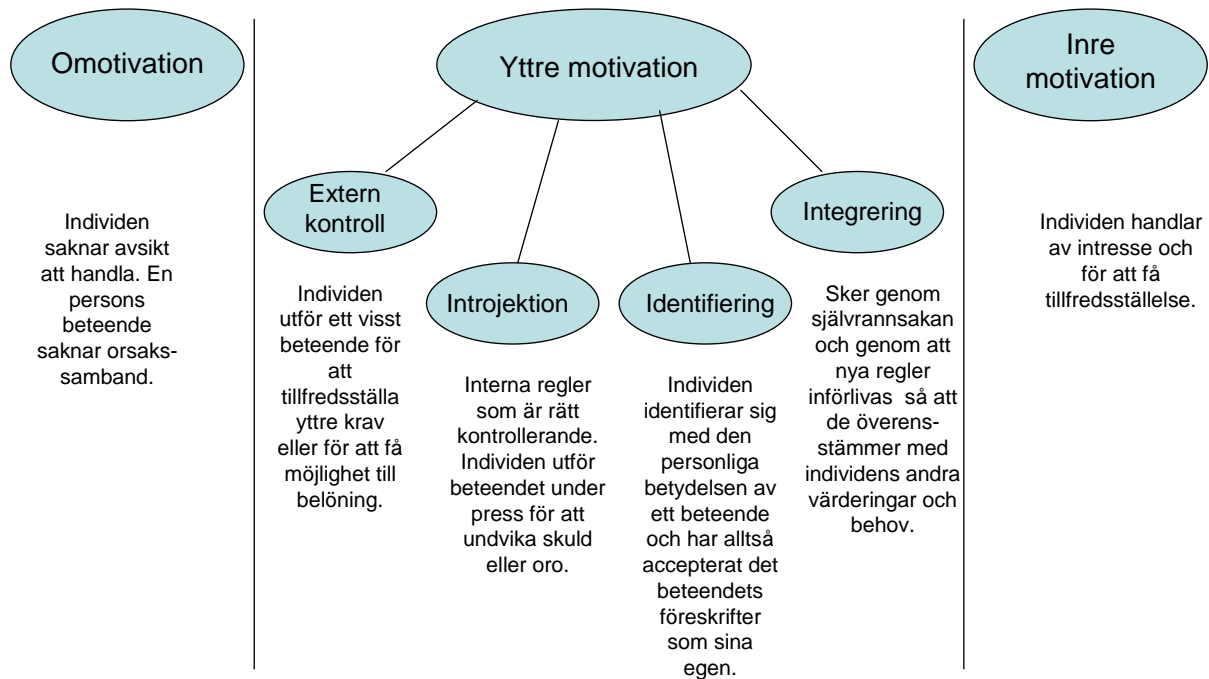 Omotivation
Individen
saknar avsikt
att handla. En
persons
beteende
saknar orsaks-
samband.
Yttre motivation
Extern
kontroll
Individen
utför ett visst
beteende för
att
tillfredsställa
yttre krav
eller för att få
möjlighet till
belöning.
Introjektion
Interna regler
som är rätt
kontrollerande.
Individen utför
beteendet under
press för att
undvika skuld
eller oro.
Identifiering
Individen
identifierar sig
med den
personliga
betydelsen av
ett beteende
och har alltså
accepterat det
beteendets
föreskrifter
som sina
egen.
Integrering
Sker genom
självrannsakan
och genom att
nya regler
införlivas så att
de överens-
stämmer med
individens andra
värderingar och
behov.
Inre
motivation
Individen handlar
av intresse och
för att få
tillfredsställelse.